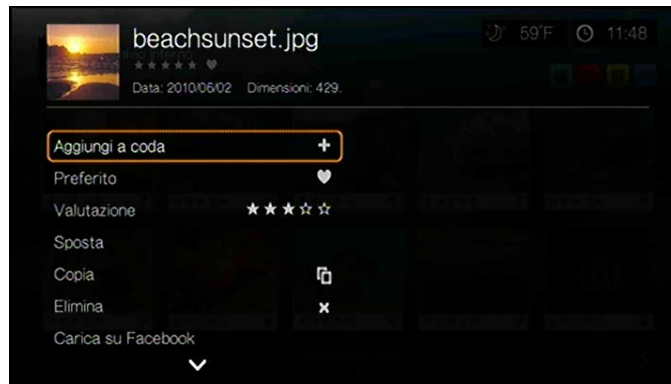 beachsunset.jpg
59°F 11:48
Data: 2010/06/02 Dimensioni: 429.
Aggiungi a coda
Preferito
Valutazione
Sposta
Copia
Elimina
Carica su Facebook